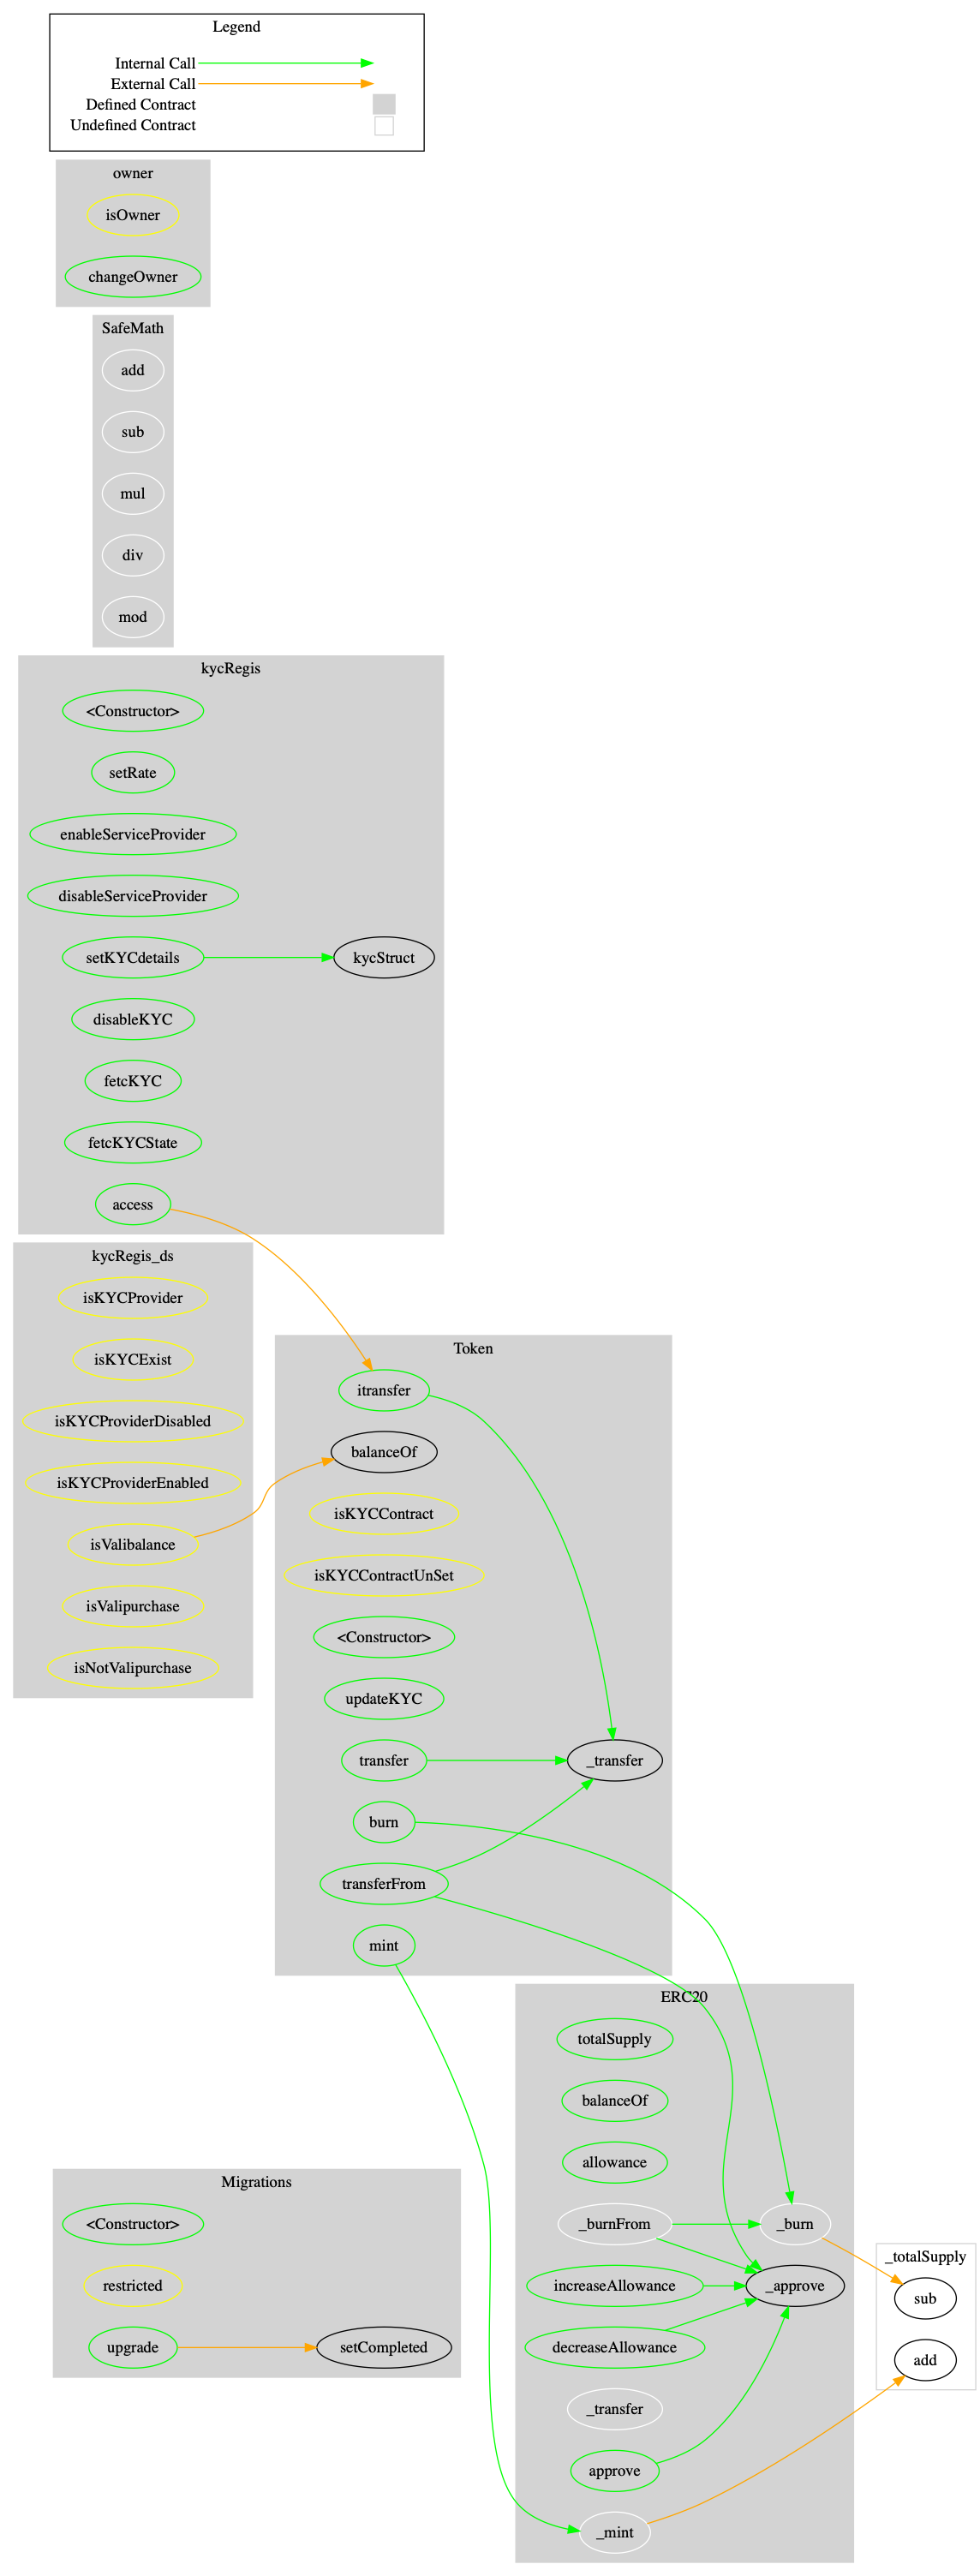 Legend
Internal Call
External Call
Defined Contract
Undefined Contract
owner
isOwner
changeOwner
SafeMath
add
sub
mul
div
mod
kycRegis
<Constructor>
setRate
enableServiceProvider
disableServiceProvider
setKYCdetails
kycStruct
disableKYC
fetcKYC
fetcKYCState
access
kycRegis_ds
isKYCProvider
isKYCExist
isKYCProviderDisabled
isKYCProviderEnabled
isValibalance
isValipurchase
isNotValipurchase
Token
itransfer
balanceOf
isKYCContract
isKYCContractUnSet
<Constructor>
updateKYC
transfer
_transfer
burn
transferFrom
mint
ERC20
totalSupply
balanceOf
allowance
_burnFrom
_burn
increaseAllowance
_approve
decreaseAllowance
_transfer
approve
_mint
Migrations
<Constructor>
restricted
upgrade
setCompleted
_totalSupply
sub
add